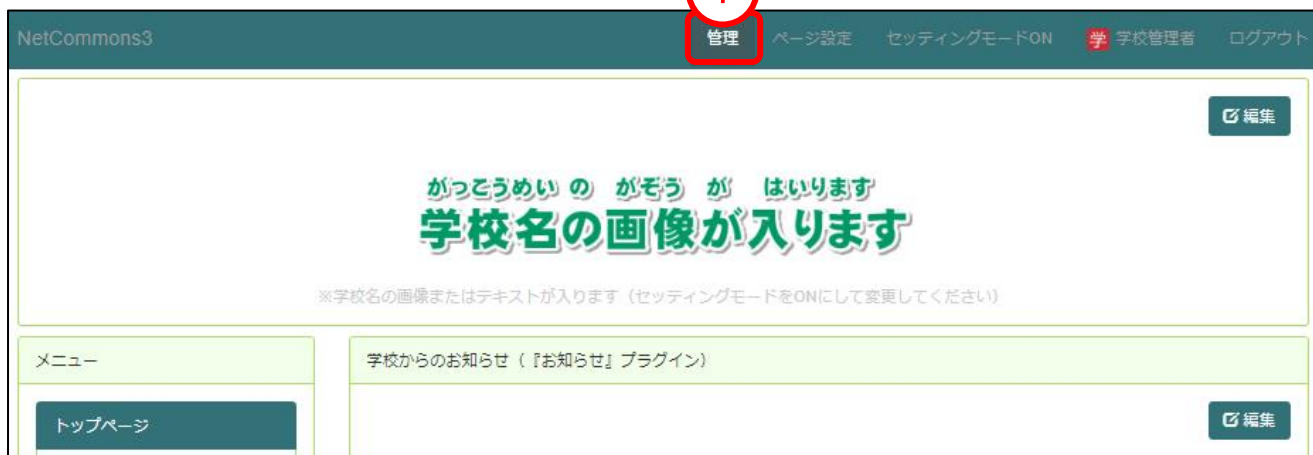 NetCommons3 管理 ページ設定 セッティングモードON 学 学校管理者 ログアウト
編集
がっこうめい の がぞう が はいります
学校名の画像が入ります
※学校名の画像またはテキストが入ります（セッティングモードをONにして変更してください）
メニュー
学校からのお知らせ（『お知らせ』プラグイン）
トップページ
編集